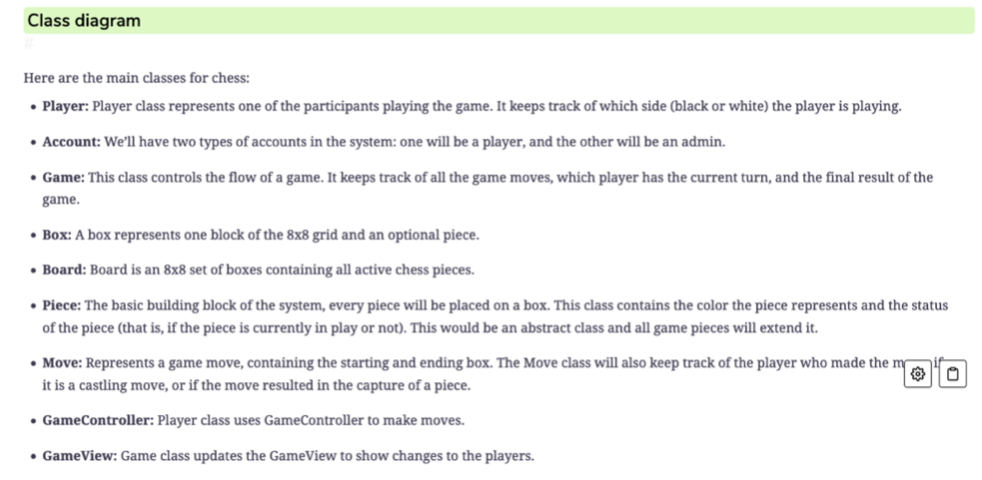 Class diagram
#
Here are the main classes for chess:
• Player: Player class represents one of the participants playing the game. It keeps track of which side (black or white) the player is playing.
• Account: We’ll have two types of accounts in the system: one will be a player, and the other will be an admin.
• Game: This class controls the flow of a game. It keeps track of all the game moves, which player has the current turn, and the final result of the
game.
• Box: A box represents one block of the 8x8 grid and an optional piece.
• Board: Board is an 8x8 set of boxes containing all active chess pieces.
• Piece: The basic building block of the system, every piece will be placed on a box. This class contains the color the piece represents and the status
of the piece (that is, if the piece is currently in play or not). This would be an abstract class and all game pieces will extend it.
• Move: Represents a game move, containing the starting and ending box. The Move class will also keep track of the player who made the if
it is a castling move, or if the move resulted in the capture of a piece.
• GameController: Player class uses GameController to make moves.
• GameView: Game class updates the GameView to show changes to the players.